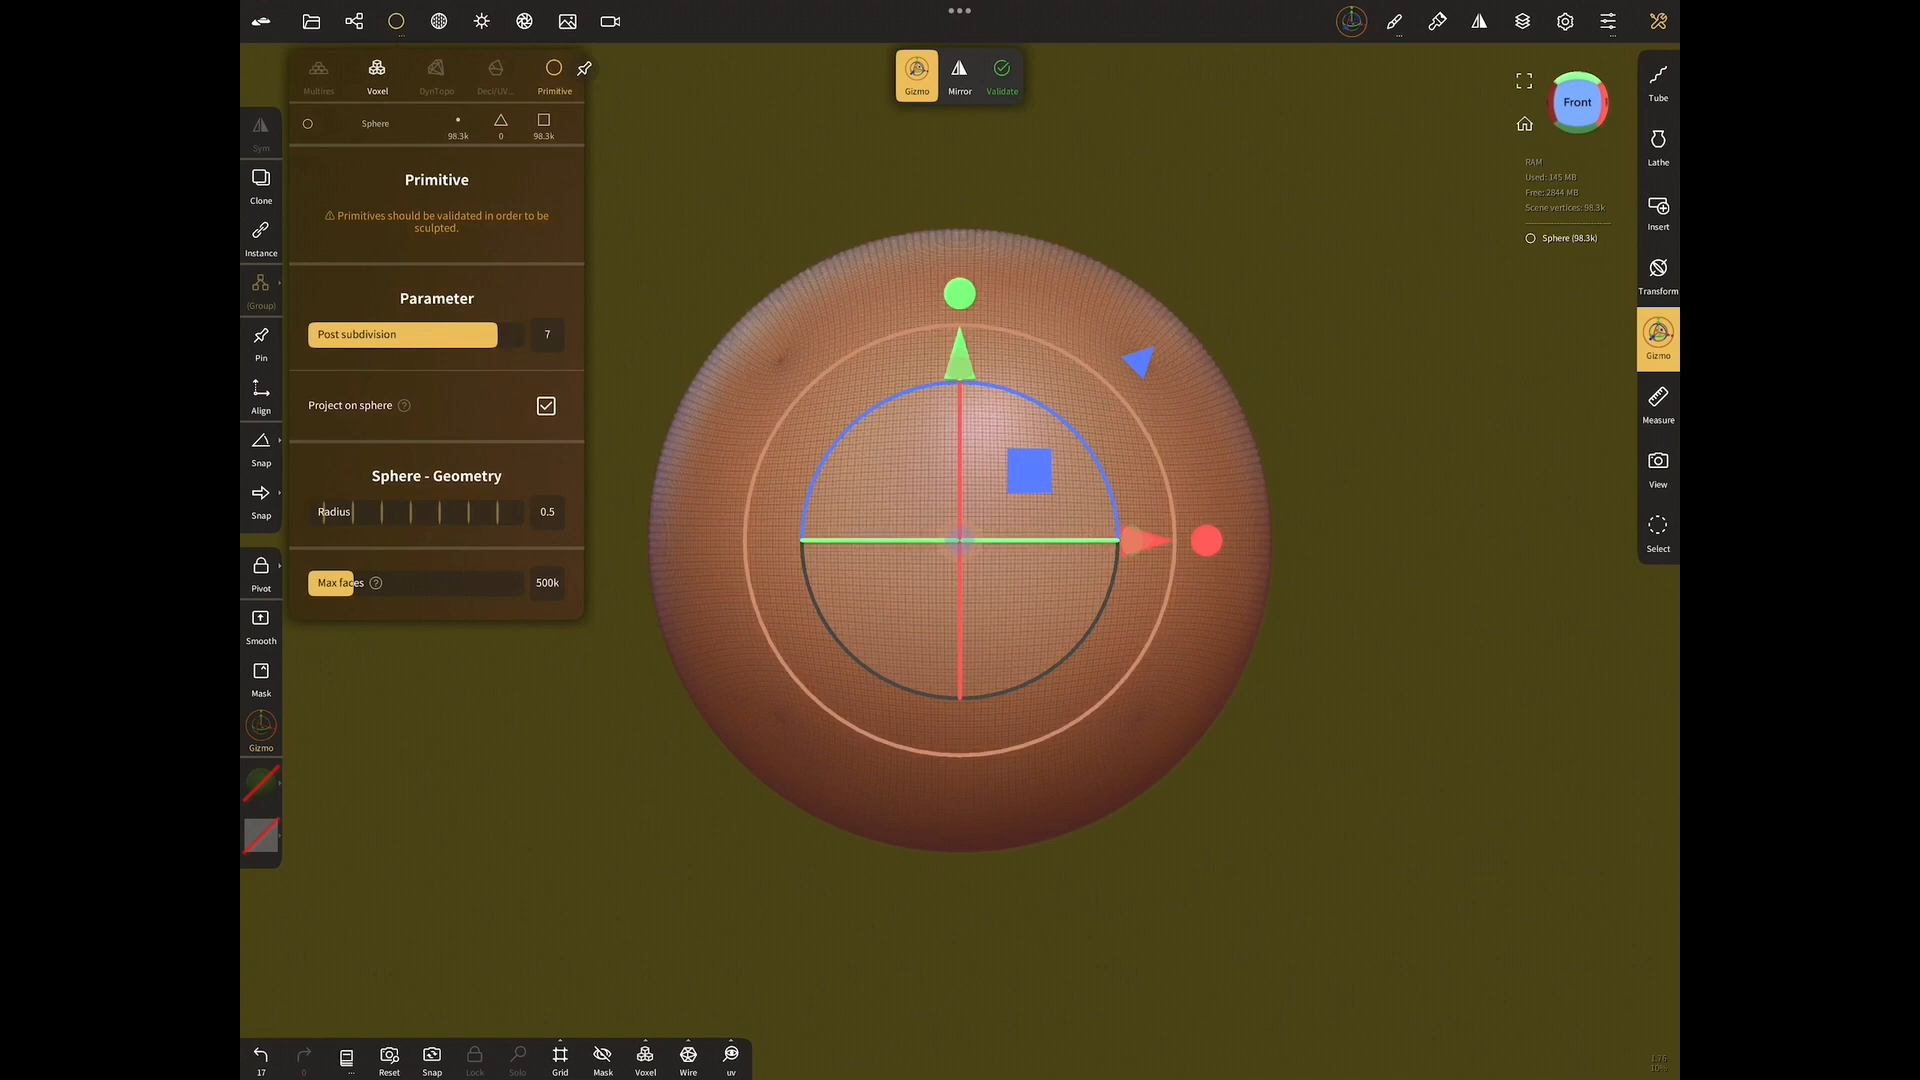 Multires
Voxel
DynTopo
Deci/UV...
Primitive
Sphere
98.3k
0
98.3k
Primitive
Primitives should be validated in order to be
sculpted.
Parameter
Post subdivision
7
Project on sphere ?
Sphere - Geometry
Radius
0.5
Max faces ?
500k
Sym
Clone
Instance
(Group)
Pin
Align
Snap
Snap
Pivot
Smooth
Mask
Gizmo
Gizmo
Mirror
Validate
Front
RAM
Used: 145 MB
Free: 2844 MB
Scene vertices: 98.3k
Sphere (98.3k)
Tube
Lathe
Insert
Transform
Gizmo
Measure
View
Select
17
0
...
Reset
Snap
Lock
Solo
Grid
Mask
Voxel
Wire
uv
1.76
10%